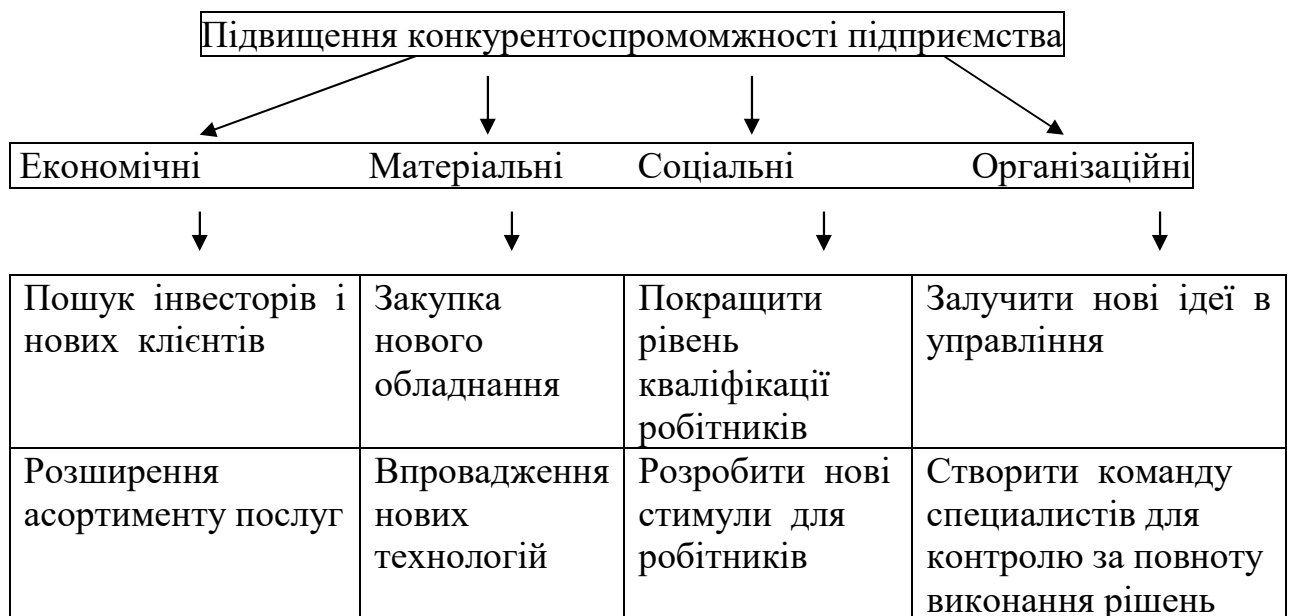 Підвищення конкурентоспромомжності підприємства
Економічні Матеріальні Соціальні Організаційні
Пошук інвесторів і
нових клієнтів
Закупка
нового
обладнання
Покращити
рівень
кваліфікації
робітників
Залучити нові ідеї в
управління
Розширення
асортименту послуг
Впровадження
нових
технологій
Розробити нові
стимули для
робітників
Створити команду
специалистів для
контролю за повноту
виконання рішень